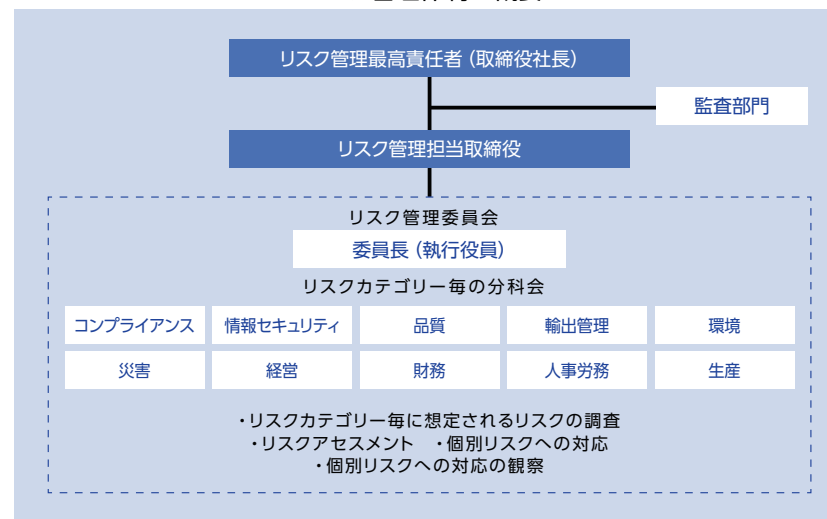 リスク管理最高責任者（取締役社長）
監査部門
リスク管理担当取締役
リスク管理委員会
委員長（執行役員）
リスクカテゴリー毎の分科会
コンプライアンス 情報セキュリティ 品質 輸出管理 環境
災害 経営 財務 人事労務 生産
・リスクカテゴリー毎に想定されるリスクの調査
・リスクアセスメント ・個別リスクへの対応
・個別リスクへの対応の観察